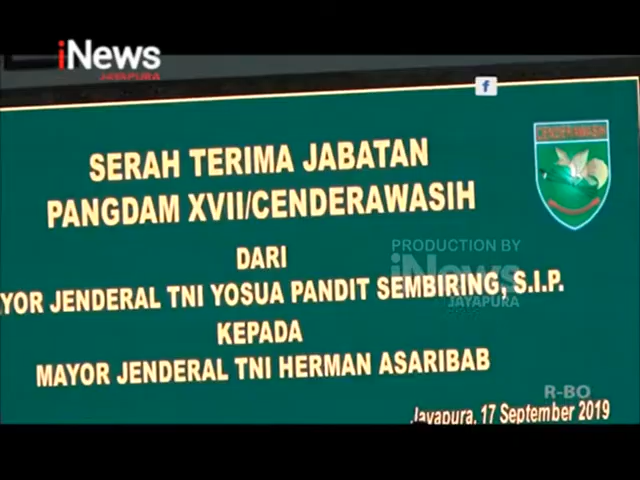 iNews
JAYAPURA
f
CENDERAWASIH
SERAH TERIMA JABATAN
PANGDAM XVII/CENDERAWASIH
DARI
YOR JENDERAL TNI YOSUA PANDIT SEMBIRING, S.I.P.
KEPADA
MAYOR JENDERAL TNI HERMAN ASARIBAB
Jayapura, 17 September 2019
PRODUCTION BY
iNews
JAYAPURA
R-BO